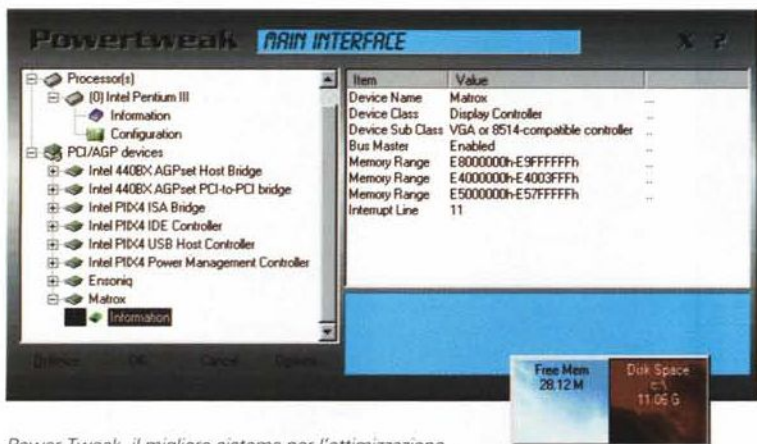 Powertweak MAIN INTERFACE X ?
Processor(s)
(0) Intel Pentium III
Information
Configuration
PCI/AGP devices
Intel 440BX AGPset Host Bridge
Intel 440BX AGPset PCI-to-PCI bridge
Intel PIIX4 ISA Bridge
Intel PIIX4 IDE Controller
Intel PIIX4 USB Host Controller
Intel PIIX4 Power Management Controller
Ensoniq
Matrox
Information
Item Value
Device Name Matrox ...
Device Class Display Controller ..
Device Sub Class VGA or 8514-compatible controller ..
Bus Master Enabled ..
Memory Range E8000000h-E9FFFFFFh ..
Memory Range E4000000h-E4003FFFh ..
Memory Range E5000000h-E57FFFFFh ..
Interrupt Line 11
OK Cancel Options
Free Mem
28.12 M
Disk Space
c:\
11.06 G
Power Tweak, il migliore sistema per l'ottimizzazione